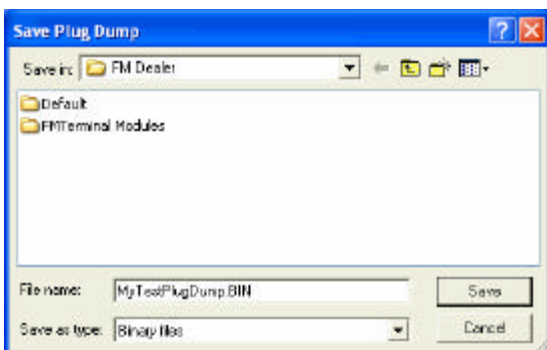 Save Plug Dump
Save in: FM Dealer
Default
FMTerminal Modules
File name: MyTestPlugDump.BIN Save
Save as type: Binary files Cancel